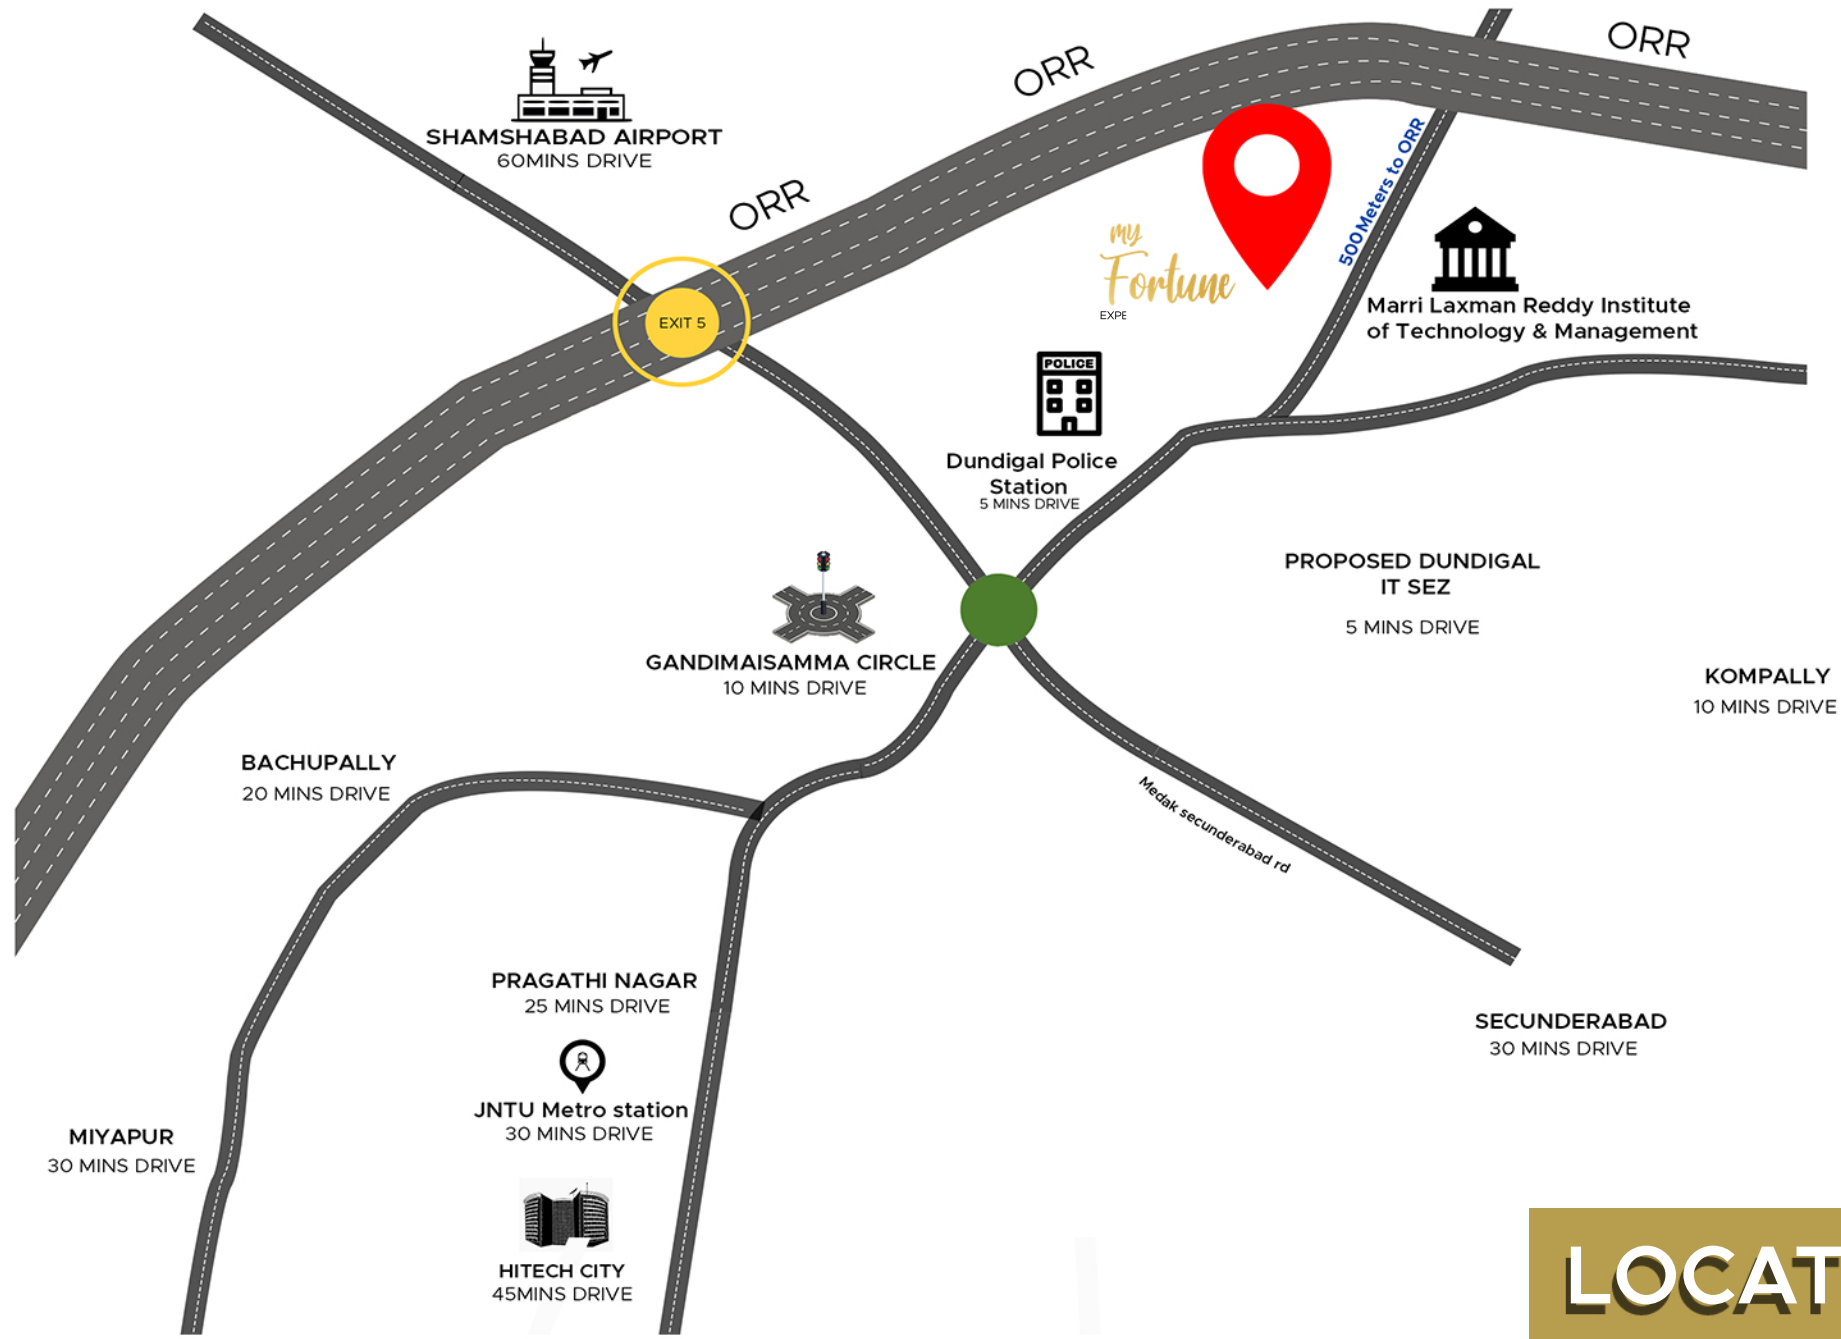 ORR
ORR
SHAMSHABAD AIRPORT
60MINS DRIVE
ORR
500Meters to ORR
my
Fortune
EXPE
EXIT 5
Marri Laxman Reddy Institute
of Technology & Management
POLICE
Dundigal Police
Station
5 MINS DRIVE
PROPOSED DUNDIGAL
IT SEZ
5 MINS DRIVE
GANDIMAISAMMA CIRCLE
10 MINS DRIVE
KOMPALLY
10 MINS DRIVE
BACHUPALLY
20 MINS DRIVE
Medak secunderabad rd
PRAGATHI NAGAR
25 MINS DRIVE
SECUNDERABAD
30 MINS DRIVE
JNTU Metro station
30 MINS DRIVE
MIYAPUR
30 MINS DRIVE
HITECH CITY
45MINS DRIVE
LOCAT